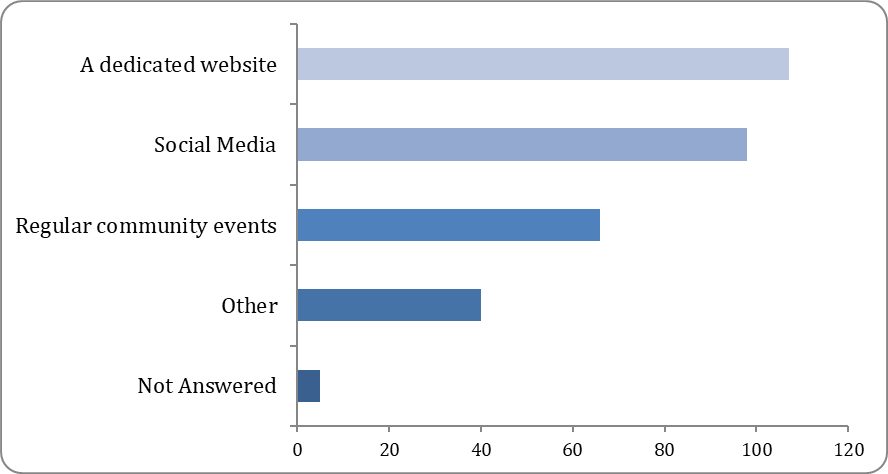 A dedicated website
Social Media
Regular community events
Other
Not Answered
0 20 40 60 80 100 120